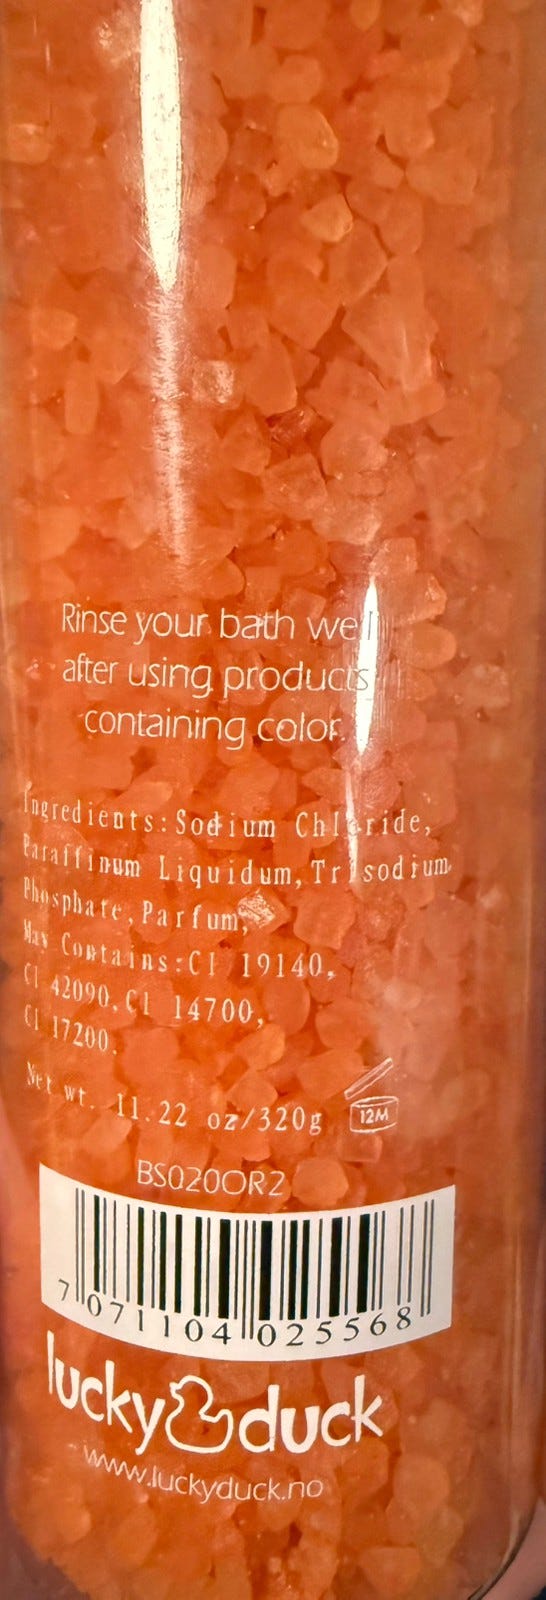 Rinse your bath well
after using products
containing color.
Ingredients:Sodium Chloride,
Paraffinum Liquidum,Trisodium
Phosphate,Parfum,
May Contains:CI 19140,
CI 42090,CI 14700,
CI 17200.
Net wt. 11.22 oz/320g
12M
BS020OR2
7 071104 025568
lucky duck
www.luckyduck.no